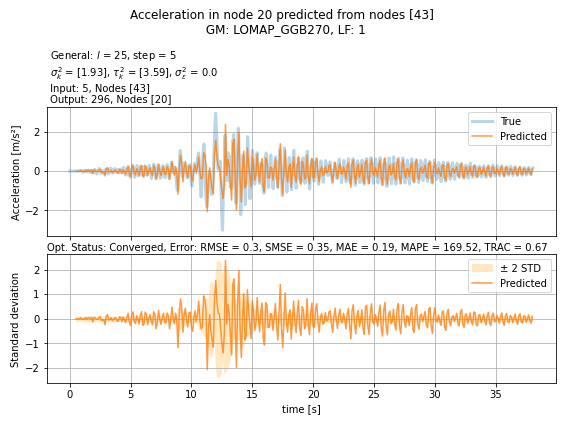 Acceleration in node 20 predicted from nodes [43]
GM: LOMAP_GGB270, LF: 1
General: l = 25, step = 5
σ²ₖ = [1.93], τ²ₖ = [3.59], σ²ε = 0.0
Input: 5, Nodes [43]
Output: 296, Nodes [20]
True
Predicted
Acceleration [m/s²]
2
0
−2
Opt. Status: Converged, Error: RMSE = 0.3, SMSE = 0.35, MAE = 0.19, MAPE = 169.52, TRAC = 0.67
± 2 STD
Predicted
Standard deviation
2
1
0
−1
−2
0 5 10 15 20 25 30 35
time [s]